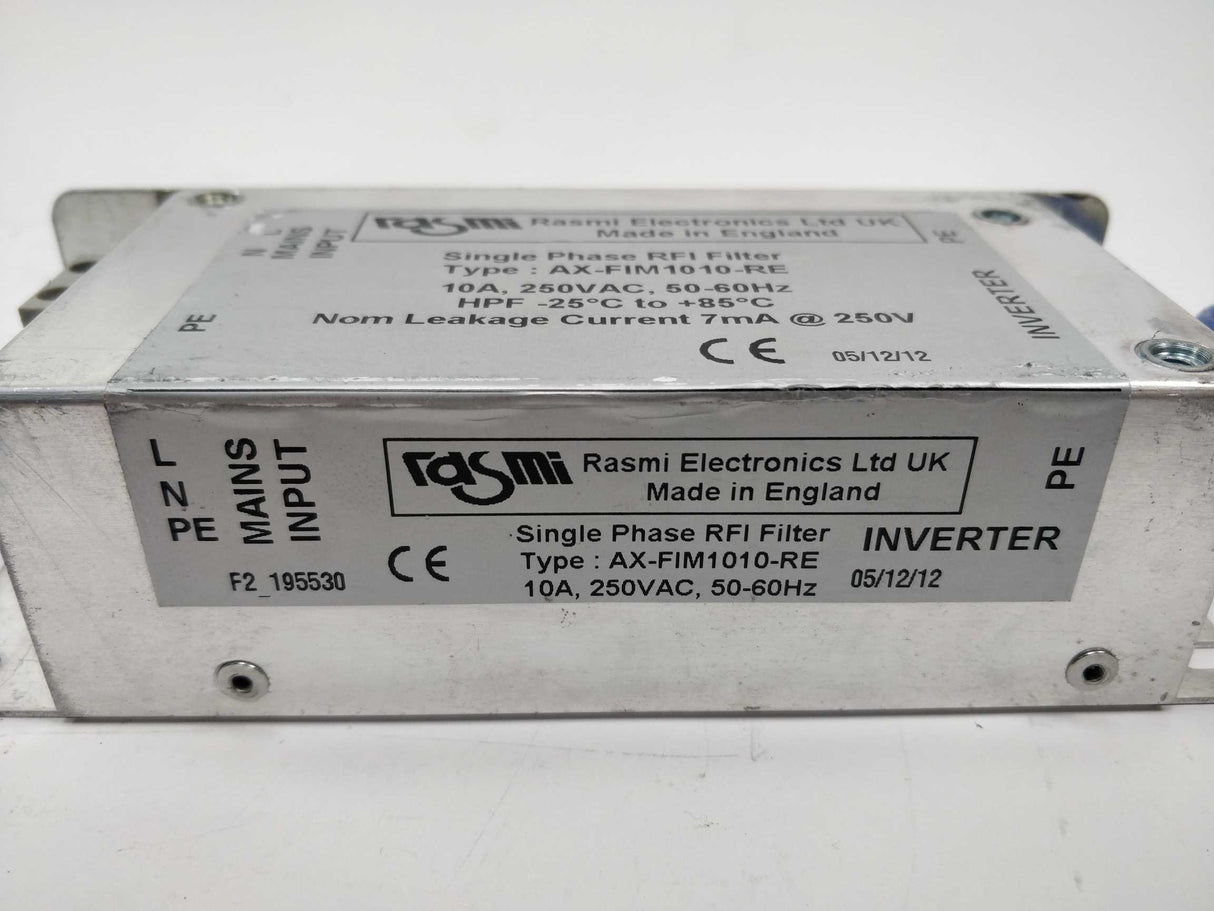 N L
MAINS
INPUT
PE
rasmi Rasmi Electronics Ltd UK
Made in England
Single Phase RFI Filter
Type : AX-FIM1010-RE
10A, 250VAC, 50-60Hz
HPF -25°C to +85°C
Nom Leakage Current 7mA @ 250V
CE 05/12/12
PE
INVERTER
L
N
PE
MAINS
INPUT
F2_195530
rasmi Rasmi Electronics Ltd UK
Made in England
CE
Single Phase RFI Filter
Type : AX-FIM1010-RE
10A, 250VAC, 50-60Hz
PE
INVERTER
05/12/12